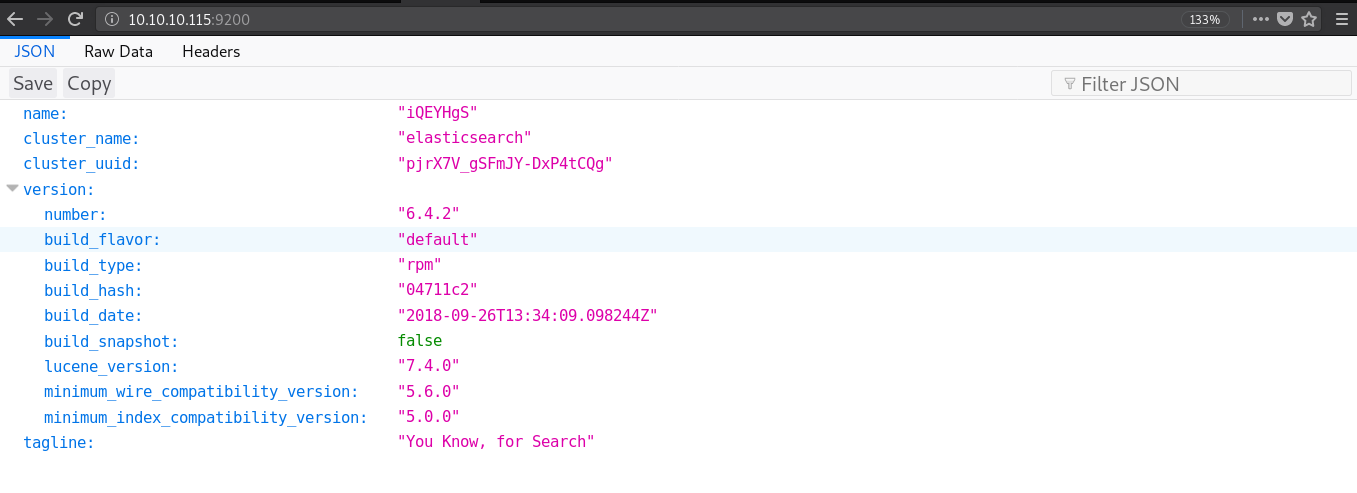 10.10.10.115:9200 133%
JSON Raw Data Headers
Save Copy Filter JSON
name: "iQEYHgS"
cluster_name: "elasticsearch"
cluster_uuid: "pjrX7V_gSFmJY-DxP4tCQg"
version:
number: "6.4.2"
build_flavor: "default"
build_type: "rpm"
build_hash: "04711c2"
build_date: "2018-09-26T13:34:09.098244Z"
build_snapshot: false
lucene_version: "7.4.0"
minimum_wire_compatibility_version: "5.6.0"
minimum_index_compatibility_version: "5.0.0"
tagline: "You Know, for Search"